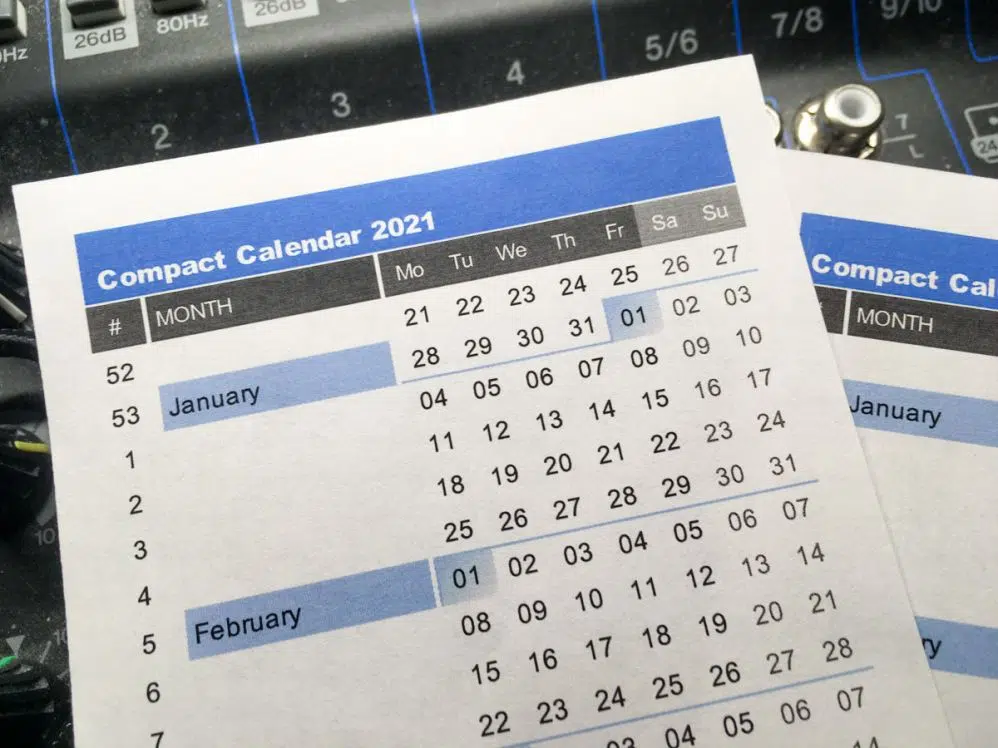 Hz 26dB 80Hz 26dB
2 3 4 5/6 7/8 9/10
7
L
24
Compact Calendar 2021
# MONTH Mo Tu We Th Fr Sa Su
52 21 22 23 24 25 26 27
53 January 28 29 30 31 01 02 03
1 04 05 06 07 08 09 10
2 11 12 13 14 15 16 17
3 18 19 20 21 22 23 24
4 25 26 27 28 29 30 31
5 February 01 02 03 04 05 06 07
6 08 09 10 11 12 13 14
7 15 16 17 18 19 20 21
22 23 24 25 26 27 28
03 04 05 06 07
14
Compact Cal
MONTH
January
ry
10
10